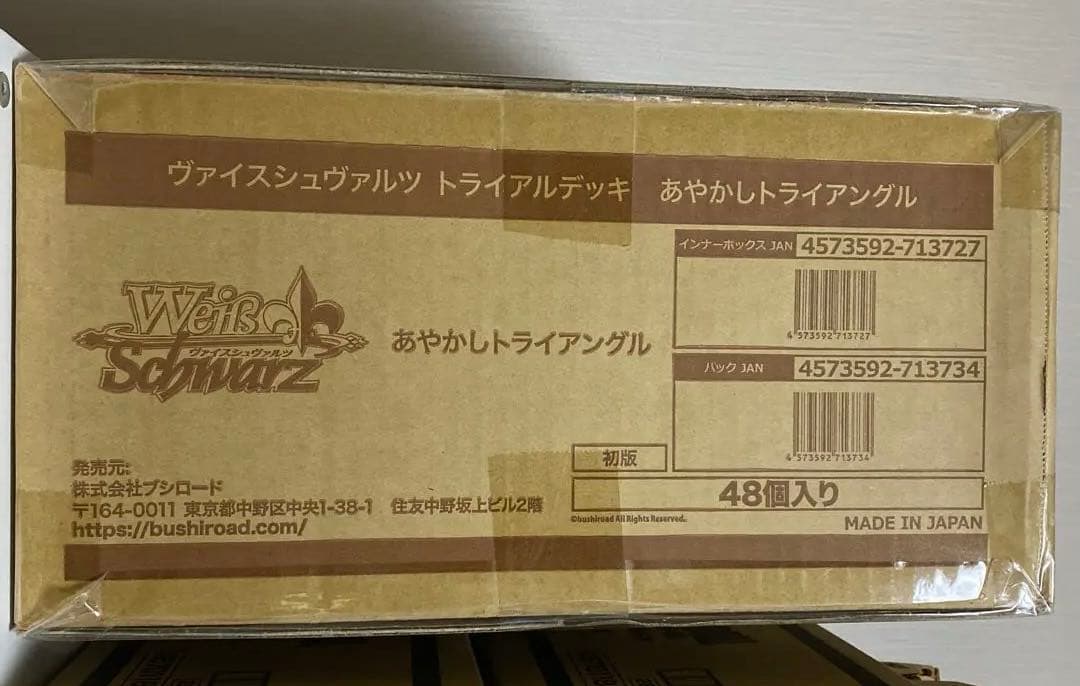 ヴァイスシュヴァルツ トライアルデッキ あやかしトライアングル
インナーボックス JAN 4573592-713727
4 573592 713727
Weiß
ヴァイスシュヴァルツ
Schwarz
あやかしトライアングル
パック JAN 4573592-713734
4 573592 713734
初版
48個入り
発売元:
株式会社ブシロード
〒164-0011 東京都中野区中央1-38-1 住友中野坂上ビル2階
https://bushiroad.com/
©bushiroad All Rights Reserved.
MADE IN JAPAN